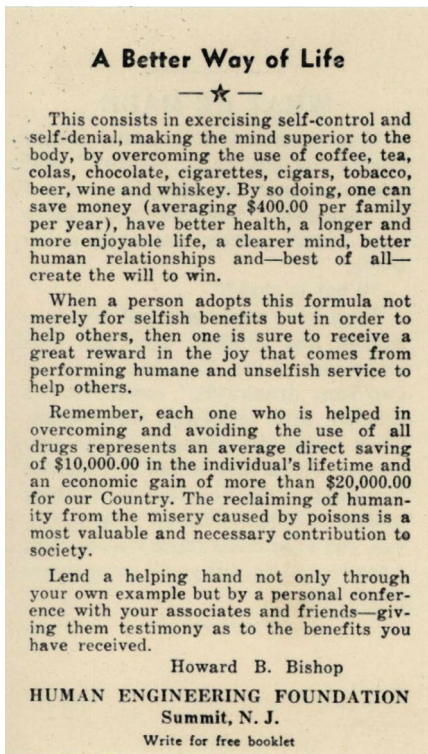 A Better Way of Life
This consists in exercising self-control and
self-denial, making the mind superior to the
body, by overcoming the use of coffee, tea,
colas, chocolate, cigarettes, cigars, tobacco,
beer, wine and whiskey. By so doing, one can
save money (averaging $400.00 per family
per year), have better health, a longer and
more enjoyable life, a clearer mind, better
human relationships and—best of all—
create the will to win.
When a person adopts this formula not
merely for selfish benefits but in order to
help others, then one is sure to receive a
great reward in the joy that comes from
performing humane and unselfish service to
help others.
Remember, each one who is helped in
overcoming and avoiding the use of all
drugs represents an average direct saving
of $10,000.00 in the individual's lifetime and
an economic gain of more than $20,000.00
for our Country. The reclaiming of human-
ity from the misery caused by poisons is a
most valuable and necessary contribution to
society.
Lend a helping hand not only through
your own example but by a personal confer-
ence with your associates and friends—giv-
ing them testimony as to the benefits you
have received.
Howard B. Bishop
HUMAN ENGINEERING FOUNDATION
Summit, N. J.
Write for free booklet